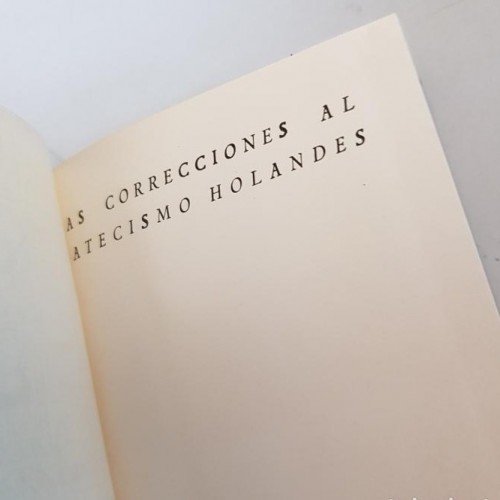 AS CORRECCIONES AL
ATECISMO HOLANDES